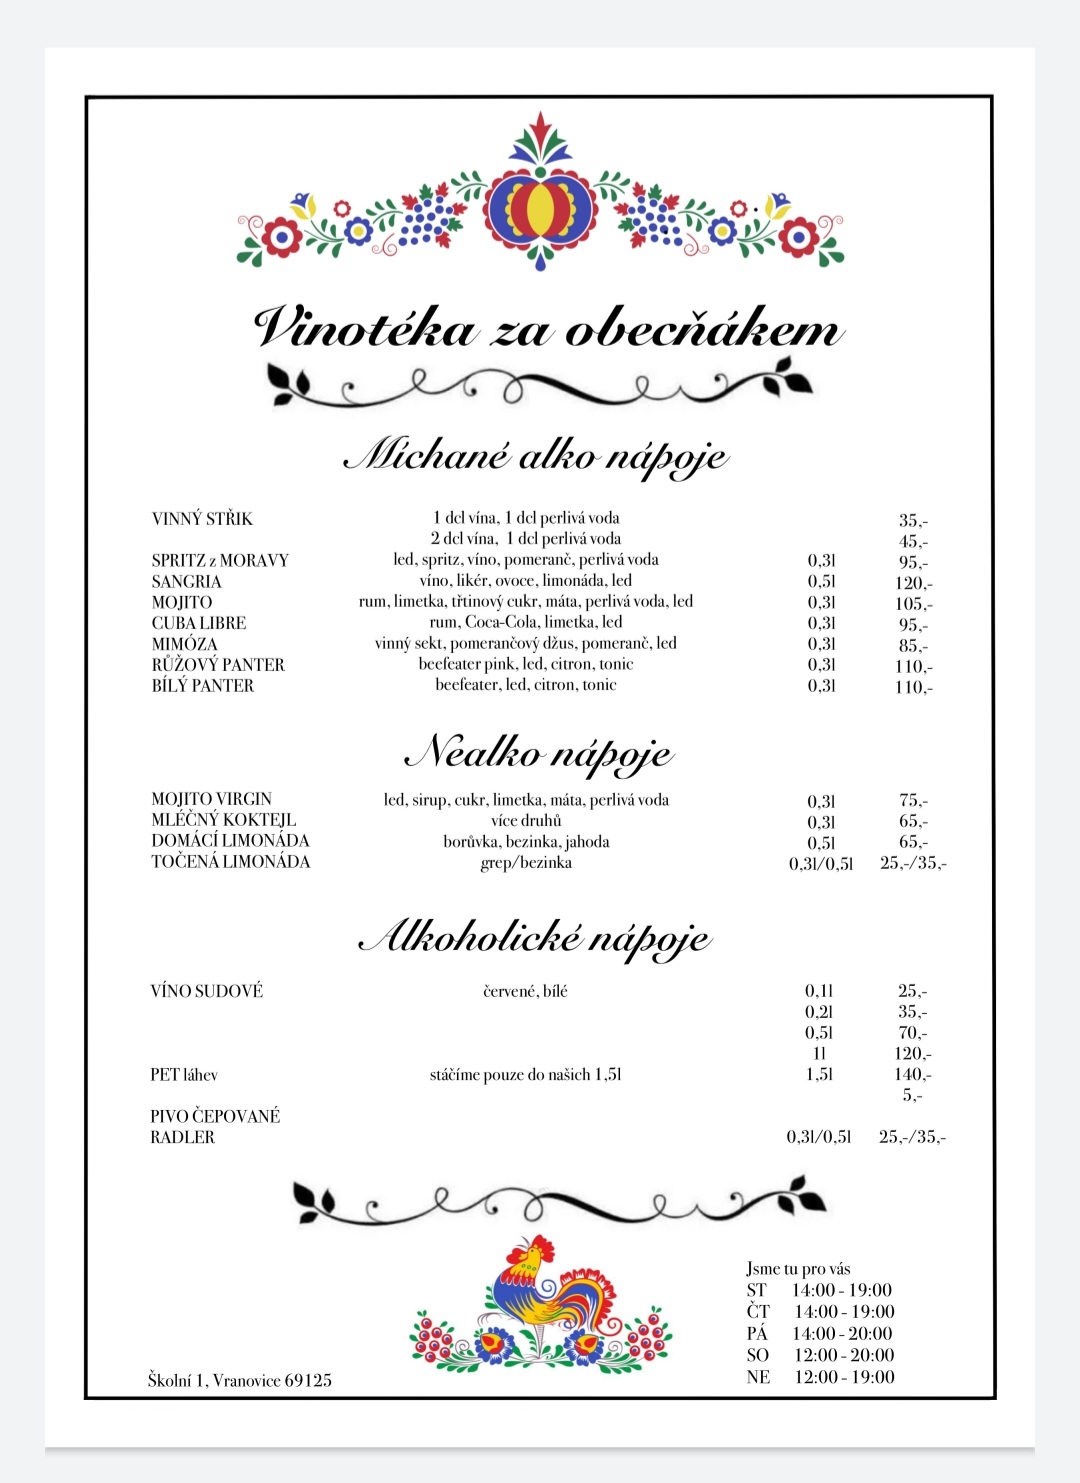 Vinotéka za obecňákem
Míchané alko nápoje
VINNÝ STŘIK 1 dcl vína, 1 dcl perlivá voda 35,-
2 dcl vína, 1 dcl perlivá voda 45,-
SPRITZ z MORAVY led, spritz, víno, pomeranč, perlivá voda 0,3l 95,-
SANGRIA víno, likér, ovoce, limonáda, led 0,5l 120,-
MOJITO rum, limetka, třtinový cukr, máta, perlivá voda, led 0,3l 105,-
CUBA LIBRE rum, Coca-Cola, limetka, led 0,3l 95,-
MIMÓZA vinný sekt, pomerančový džus, pomeranč, led 0,3l 85,-
RŮŽOVÝ PANTER beefeater pink, led, citron, tonic 0,3l 110,-
BÍLÝ PANTER beefeater, led, citron, tonic 0,3l 110,-
Nealko nápoje
MOJITO VIRGIN led, sirup, cukr, limetka, máta, perlivá voda 0,3l 75,-
MLÉČNÝ KOKTEJL více druhů 0,3l 65,-
DOMÁCÍ LIMONÁDA borůvka, bezinka, jahoda 0,5l 65,-
TOČENÁ LIMONÁDA grep/bezinka 0,3l/0,5l 25,-/35,-
Alkoholické nápoje
VÍNO SUDOVÉ červené, bílé 0,1l 25,-
0,2l 35,-
0,5l 70,-
1l 120,-
PET láhev stáčíme pouze do našich 1,5l 1,5l 140,-
5,-
PIVO ČEPOVANÉ
RADLER 0,3l/0,5l 25,-/35,-
Jsme tu pro vás
ST 14:00 - 19:00
ČT 14:00 - 19:00
PÁ 14:00 - 20:00
SO 12:00 - 20:00
NE 12:00 - 19:00
Školní 1, Vranovice 69125